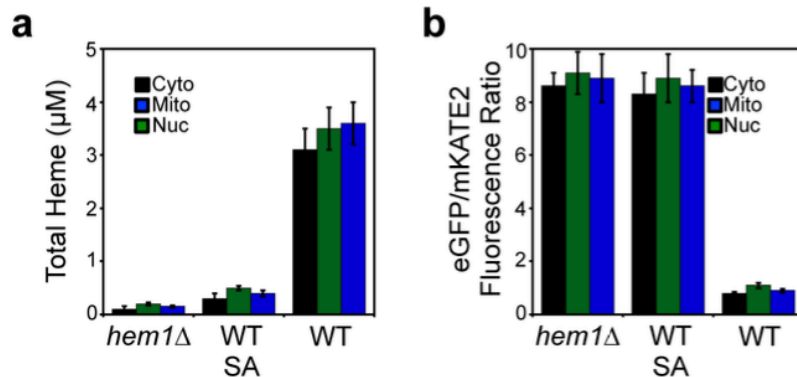 a
Total Heme (μM)
5
4
3
2
1
0
Cyto
Mito
Nuc
hem1Δ
WT
SA
WT
b
eGFP/mKATE2
Fluorescence Ratio
10
8
6
4
2
0
Cyto
Mito
Nuc
hem1Δ
WT
SA
WT